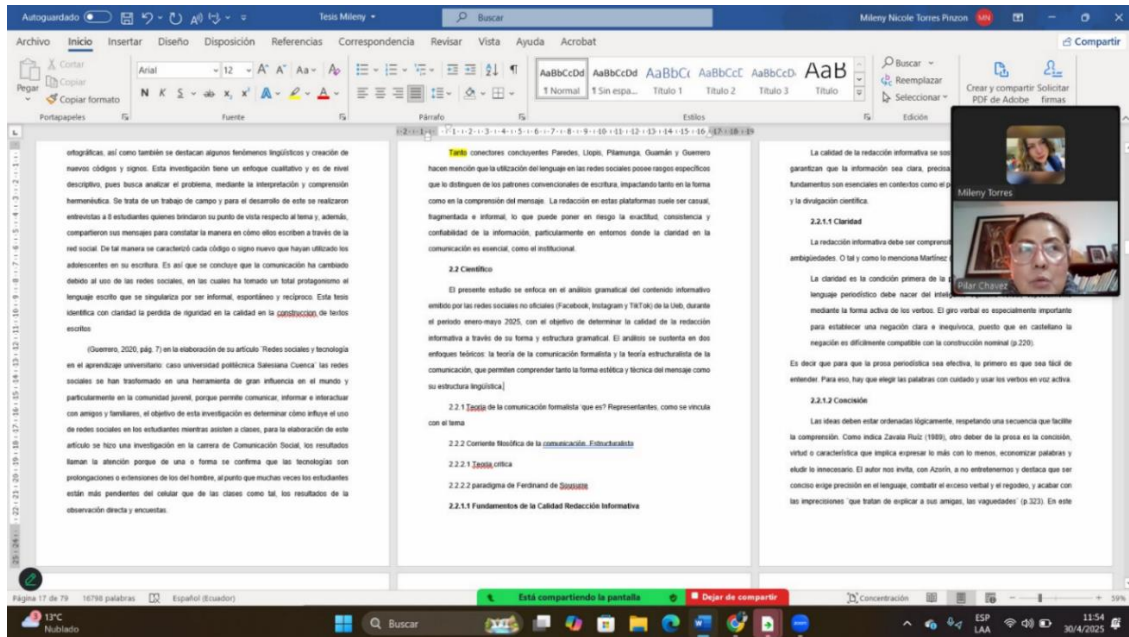 Autoguardado
Tesis Mileny
Buscar
Mileny Nicole Torres Pinzon
MN
Archivo
Inicio
Insertar
Diseño
Disposición
Referencias
Correspondencia
Revisar
Vista
Ayuda
Acrobat
Compartir
Pegar
Cortar
Copiar
Copiar formato
Portapapeles
Arial
12
Fuente
Párrafo
AaBbCcDd AaBbCcDd AaBbCc AaBbCcC AaBbCcD AaB
¶ Normal
¶ Sin espa...
Título 1
Título 2
Título 3
Título
Estilos
Buscar
Reemplazar
Seleccionar
Edición
Crear y compartir PDF de Adobe
Solicitar firmas
ortográficas, así como también se destacan algunos fenómenos lingüísticos y creación de
nuevos códigos y signos. Esta investigación tiene un enfoque cualitativo y es de nivel
descriptivo, pues busca analizar el problema, mediante la interpretación y comprensión
hermenéutica. Se trata de un trabajo de campo y para el desarrollo de este se realizaron
entrevistas a 8 estudiantes quienes brindaron su punto de vista respecto al tema y, además,
compartieron sus mensajes para constatar la manera en cómo ellos escriben a través de la
red social. De tal manera se caracterizó cada código o signo nuevo que hayan utilizado los
adolescentes en su escritura. Es así que se concluye que la comunicación ha cambiado
debido al uso de las redes sociales, en las cuales ha tomado un total protagonismo el
lenguaje escrito que se singulariza por ser informal, espontáneo y recíproco. Esta tesis
identifica con claridad la perdida de riguridad en la calidad en la construccion de textos
escritos
(Guerrero, 2020, pág. 7) en la elaboración de su artículo "Redes sociales y tecnología
en el aprendizaje universitario: caso universidad politécnica Salesiana Cuenca" las redes
sociales se han trasformado en una herramienta de gran influencia en el mundo y
particularmente en la comunidad juvenil, porque permite comunicar, informar e interactuar
con amigos y familiares, el objetivo de esta investigación es determinar cómo influye el uso
de redes sociales en los estudiantes mientras asisten a clases, para la elaboración de este
artículo se hizo una investigación en la carrera de Comunicación Social, los resultados
llaman la atención porque de una o forma se confirma que las tecnologías son
prolongaciones o extensiones de los del hombre, al punto que muchas veces los estudiantes
están más pendientes del celular que de las clases como tal, los resultados de la
observación directa y encuestas.
Tanto conectores concluyentes Paredes, Llopis, Pilamunga, Guamán y Guerrero
hacen mención que la utilización del lenguaje en las redes sociales posee rasgos específicos
que lo distinguen de los patrones convencionales de escritura, impactando tanto en la forma
como en la comprensión del mensaje. La redacción en estas plataformas suele ser casual,
fragmentada e informal, lo que puede poner en riesgo la exactitud, consistencia y
confiabilidad de la información, particularmente en entornos donde la claridad en la
comunicación es esencial, como el institucional.
2.2 Científico
El presente estudio se enfoca en el análisis gramatical del contenido informativo
emitido por las redes sociales no oficiales (Facebook, Instagram y TikTok) de la Ueb, durante
el periodo enero-mayo 2025, con el objetivo de determinar la calidad de la redacción
informativa a través de su forma y estructura gramatical. El análisis se sustenta en dos
enfoques teóricos: la teoría de la comunicación formalista y la teoría estructuralista de la
comunicación, que permiten comprender tanto la forma estética y técnica del mensaje como
su estructura lingüística.
2.2.1 Teoria de la comunicación formalista 'que es? Representantes, como se vincula
con el tema
2.2.2 Corriente filosófica de la comunicación. Estructuralista
2.2.2.1 Teoria crítica
2.2.2.2 paradigma de Ferdinand de Soussane
2.2.1.1 Fundamentos de la Calidad Redacción Informativa
La calidad de la redacción informativa se sos
garantizan que la información sea clara, precisa
fundamentos son esenciales en contextos como el p
y la divulgación científica.
2.2.1.1 Claridad
La redacción informativa debe ser comprensi
ambigüedades. O tal y como lo menciona Martínez
La claridad es la condición primera de la p
lenguaje periodístico debe nacer del
mediante la forma activa de los verbos. El giro verbal es especialmente importante
para establecer una negación clara e inequívoca, puesto que en castellano la
negación es difícilmente compatible con la construcción nominal (p.220).
Es decir que para que la prosa periodística sea efectiva, lo primero es que sea fácil de
entender. Para eso, hay que elegir las palabras con cuidado y usar los verbos en voz activa.
2.2.1.2 Concisión
Las ideas deben estar ordenadas lógicamente, respetando una secuencia que facilite
la comprensión. Como indica Zavala Ruíz (1989), otro deber de la prosa es la concisión,
virtud o característica que implica expresar lo más con lo menos, economizar palabras y
eludir lo innecesario. El autor nos invita, con Azorín, a no entretenernos y destaca que ser
conciso exige precisión en el lenguaje, combatir el exceso verbal y el regodeo, y acabar con
las imprecisiones "que tratan de explicar a sus amigas, las vaguedades" (p.323). En este
Mileny Torres
Pilar Chavez
Página 17 de 79
16798 palabras
Español (Ecuador)
Está compartiendo la pantalla
Dejar de compartir
Concentración
59%
13°C
Nublado
Buscar
ESP
LAA
11:54
30/4/2025